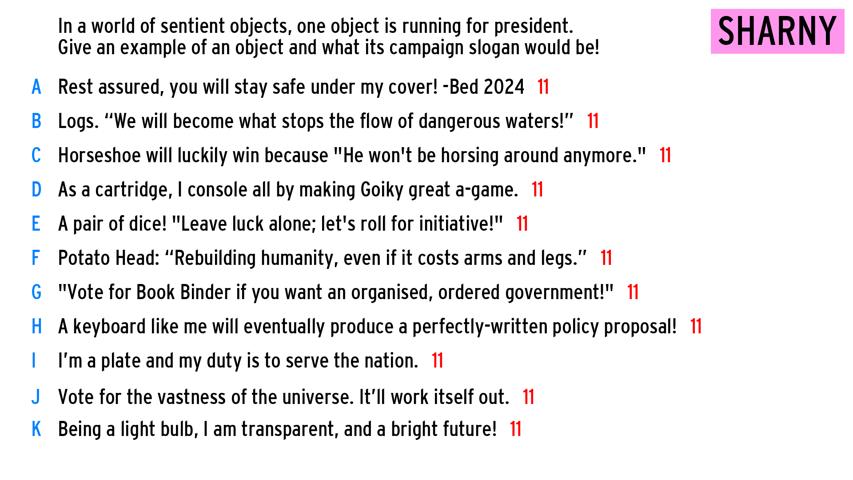 In a world of sentient objects, one object is running for president.
Give an example of an object and what its campaign slogan would be!
SHARNY
A Rest assured, you will stay safe under my cover! -Bed 2024 11
B Logs. “We will become what stops the flow of dangerous waters!” 11
C Horseshoe will luckily win because "He won't be horsing around anymore." 11
D As a cartridge, I console all by making Goiky great a-game. 11
E A pair of dice! "Leave luck alone; let's roll for initiative!" 11
F Potato Head: “Rebuilding humanity, even if it costs arms and legs.” 11
G "Vote for Book Binder if you want an organised, ordered government!" 11
H A keyboard like me will eventually produce a perfectly-written policy proposal! 11
I I’m a plate and my duty is to serve the nation. 11
J Vote for the vastness of the universe. It’ll work itself out. 11
K Being a light bulb, I am transparent, and a bright future! 11